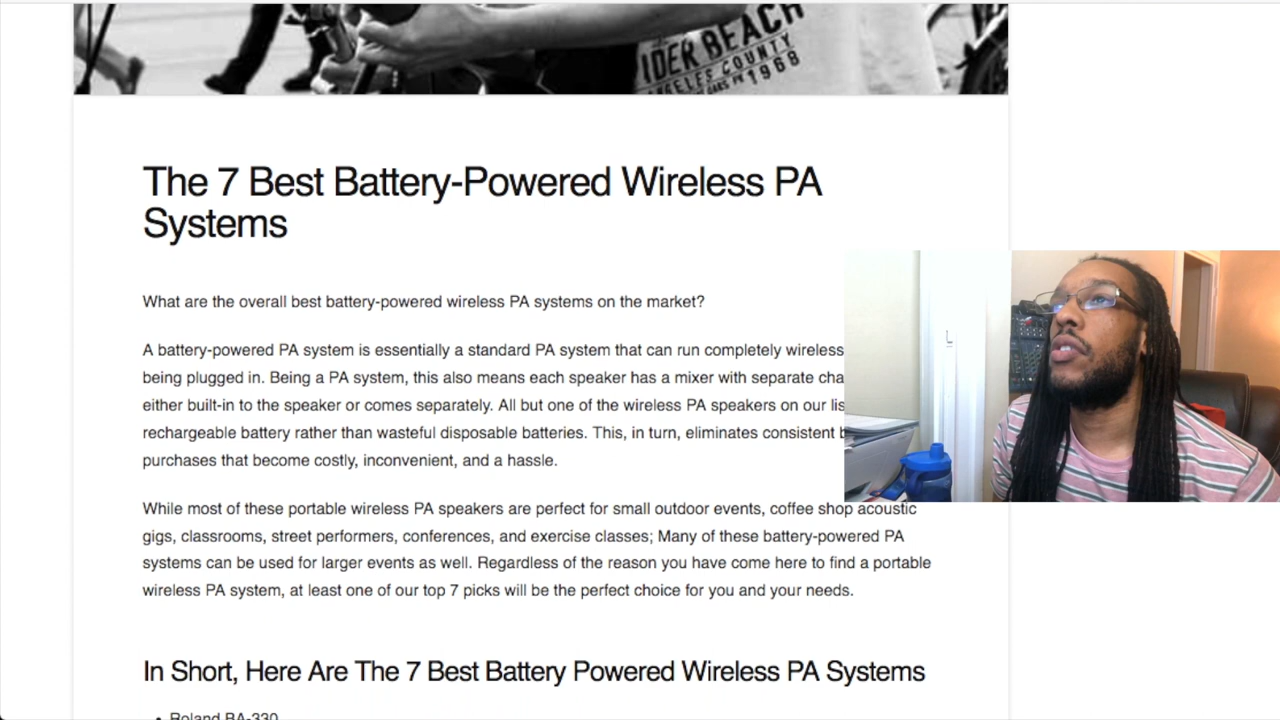 IDER BEACH
ANGELES COUNTY
1968
The 7 Best Battery-Powered Wireless PA
Systems
What are the overall best battery-powered wireless PA systems on the market?
A battery-powered PA system is essentially a standard PA system that can run completely wireless
being plugged in. Being a PA system, this also means each speaker has a mixer with separate cha
either built-in to the speaker or comes separately. All but one of the wireless PA speakers on our lis
rechargeable battery rather than wasteful disposable batteries. This, in turn, eliminates consistent b
purchases that become costly, inconvenient, and a hassle.
While most of these portable wireless PA speakers are perfect for small outdoor events, coffee shop acoustic
gigs, classrooms, street performers, conferences, and exercise classes; Many of these battery-powered PA
systems can be used for larger events as well. Regardless of the reason you have come here to find a portable
wireless PA system, at least one of our top 7 picks will be the perfect choice for you and your needs.
In Short, Here Are The 7 Best Battery Powered Wireless PA Systems
• Roland BA-330